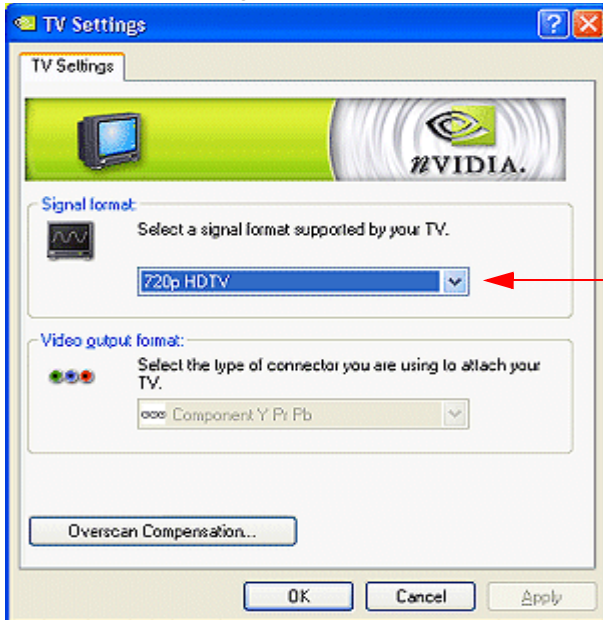 TV Settings
TV Settings
NVIDIA.
Signal format:
Select a signal format supported by your TV.
720p HDTV
Video output format:
Select the type of connector you are using to attach your
TV.
Component Y Pr Pb
Overscan Compensation...
OK Cancel Apply